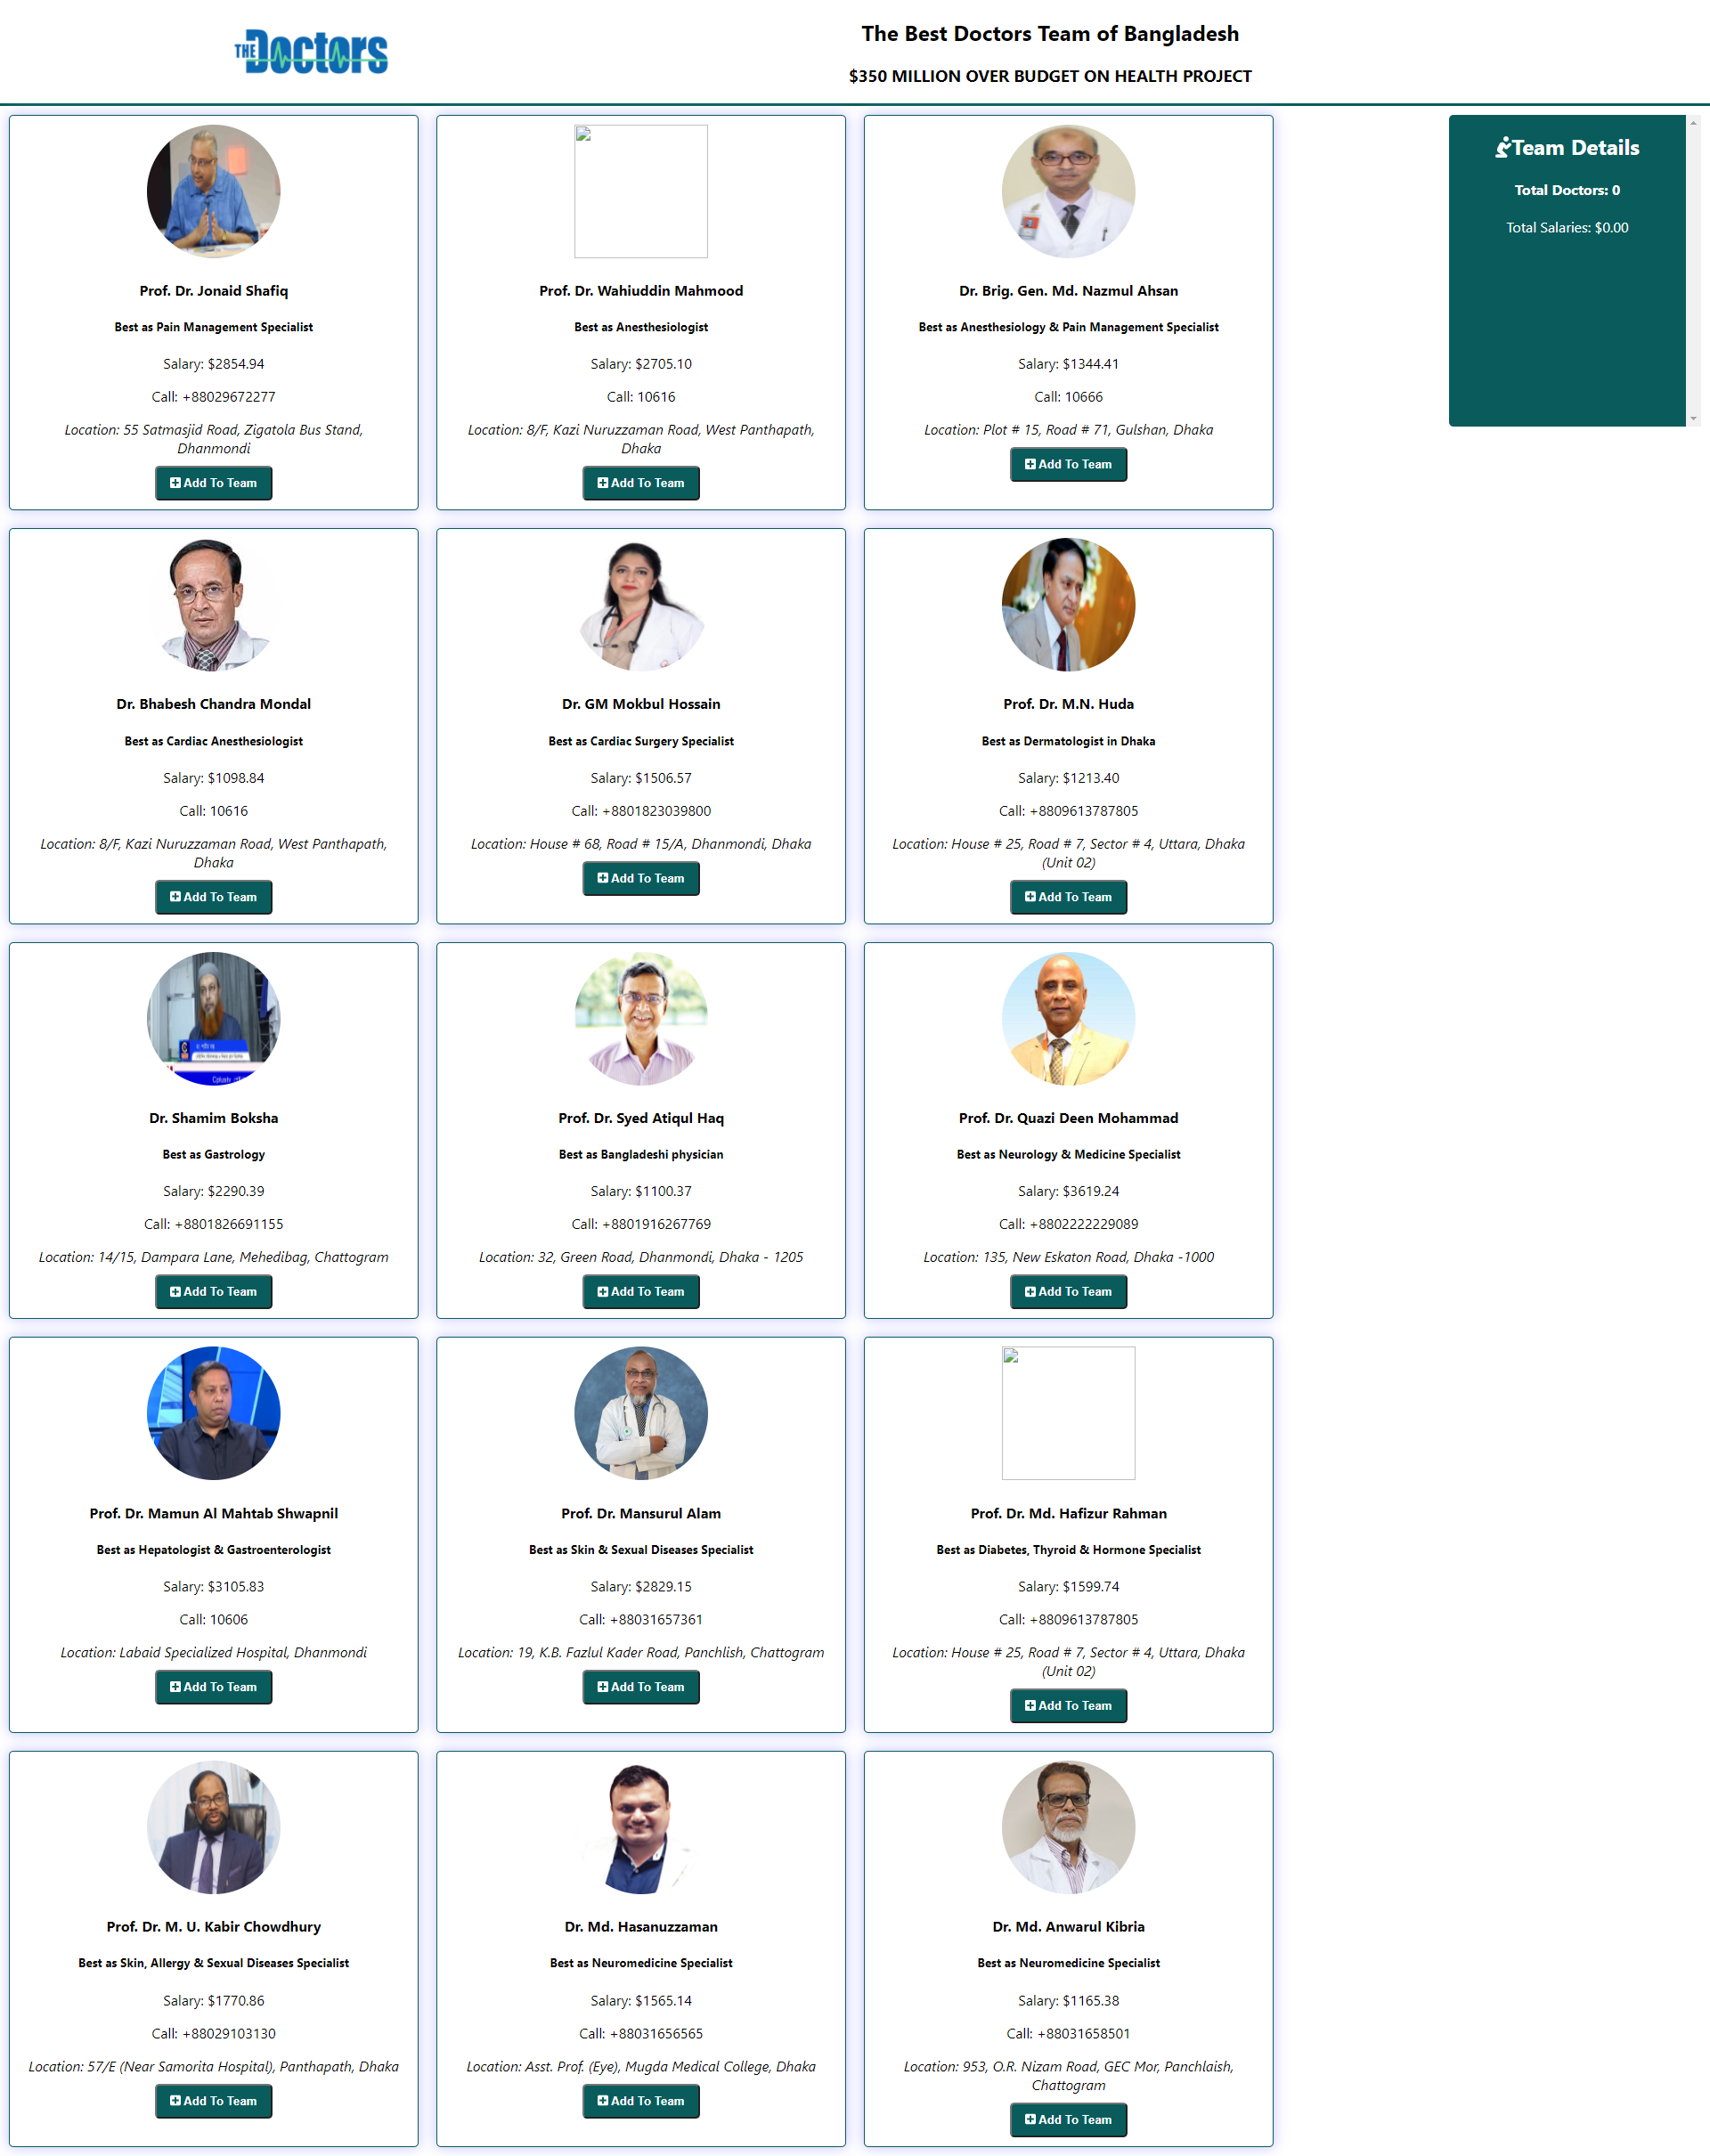 THE Doctors
The Best Doctors Team of Bangladesh
$350 MILLION OVER BUDGET ON HEALTH PROJECT
Prof. Dr. Jonaid Shafiq
Best as Pain Management Specialist
Salary: $2854.94
Call: +88029672277
Location: 55 Satmasjid Road, Zigatola Bus Stand,
Dhanmondi
Add To Team
Prof. Dr. Wahiuddin Mahmood
Best as Anesthesiologist
Salary: $2705.10
Call: 10616
Location: 8/F, Kazi Nuruzzaman Road, West Panthapath,
Dhaka
Add To Team
Dr. Brig. Gen. Md. Nazmul Ahsan
Best as Anesthesiology & Pain Management Specialist
Salary: $1344.41
Call: 10666
Location: Plot # 15, Road # 71, Gulshan, Dhaka
Add To Team
Team Details
Total Doctors: 0
Total Salaries: $0.00
Dr. Bhabesh Chandra Mondal
Best as Cardiac Anesthesiologist
Salary: $1098.84
Call: 10616
Location: 8/F, Kazi Nuruzzaman Road, West Panthapath,
Dhaka
Add To Team
Dr. GM Mokbul Hossain
Best as Cardiac Surgery Specialist
Salary: $1506.57
Call: +8801823039800
Location: House # 68, Road # 15/A, Dhanmondi, Dhaka
Add To Team
Prof. Dr. M.N. Huda
Best as Dermatologist in Dhaka
Salary: $1213.40
Call: +8809613787805
Location: House # 25, Road # 7, Sector # 4, Uttara, Dhaka
(Unit 02)
Add To Team
Dr. Shamim Boksha
Best as Gastrology
Salary: $2290.39
Call: +8801826691155
Location: 14/15, Dampara Lane, Mehedibag, Chattogram
Add To Team
Prof. Dr. Syed Atiqul Haq
Best as Bangladeshi physician
Salary: $1100.37
Call: +8801916267769
Location: 32, Green Road, Dhanmondi, Dhaka - 1205
Add To Team
Prof. Dr. Quazi Deen Mohammad
Best as Neurology & Medicine Specialist
Salary: $3619.24
Call: +8802222229089
Location: 135, New Eskaton Road, Dhaka -1000
Add To Team
Prof. Dr. Mamun Al Mahtab Shwapnil
Best as Hepatologist & Gastroenterologist
Salary: $3105.83
Call: 10606
Location: Labaid Specialized Hospital, Dhanmondi
Add To Team
Prof. Dr. Mansurul Alam
Best as Skin & Sexual Diseases Specialist
Salary: $2829.15
Call: +88031657361
Location: 19, K.B. Fazlul Kader Road, Panchlish, Chattogram
Add To Team
Prof. Dr. Md. Hafizur Rahman
Best as Diabetes, Thyroid & Hormone Specialist
Salary: $1599.74
Call: +8809613787805
Location: House # 25, Road # 7, Sector # 4, Uttara, Dhaka
(Unit 02)
Add To Team
Prof. Dr. M. U. Kabir Chowdhury
Best as Skin, Allergy & Sexual Diseases Specialist
Salary: $1770.86
Call: +88029103130
Location: 57/E (Near Samorita Hospital), Panthapath, Dhaka
Add To Team
Dr. Md. Hasanuzzaman
Best as Neuromedicine Specialist
Salary: $1565.14
Call: +88031656565
Location: Asst. Prof. (Eye), Mugda Medical College, Dhaka
Add To Team
Dr. Md. Anwarul Kibria
Best as Neuromedicine Specialist
Salary: $1165.38
Call: +88031658501
Location: 953, O.R. Nizam Road, GEC Mor, Panchlaish,
Chattogram
Add To Team